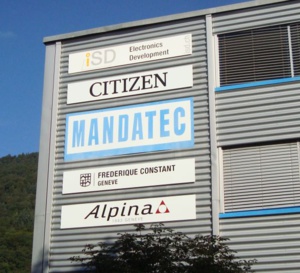 iSD Electronics
Development
CITIZEN
MANDATEC
FREDERIQUE CONSTANT
GENEVE
Alpina